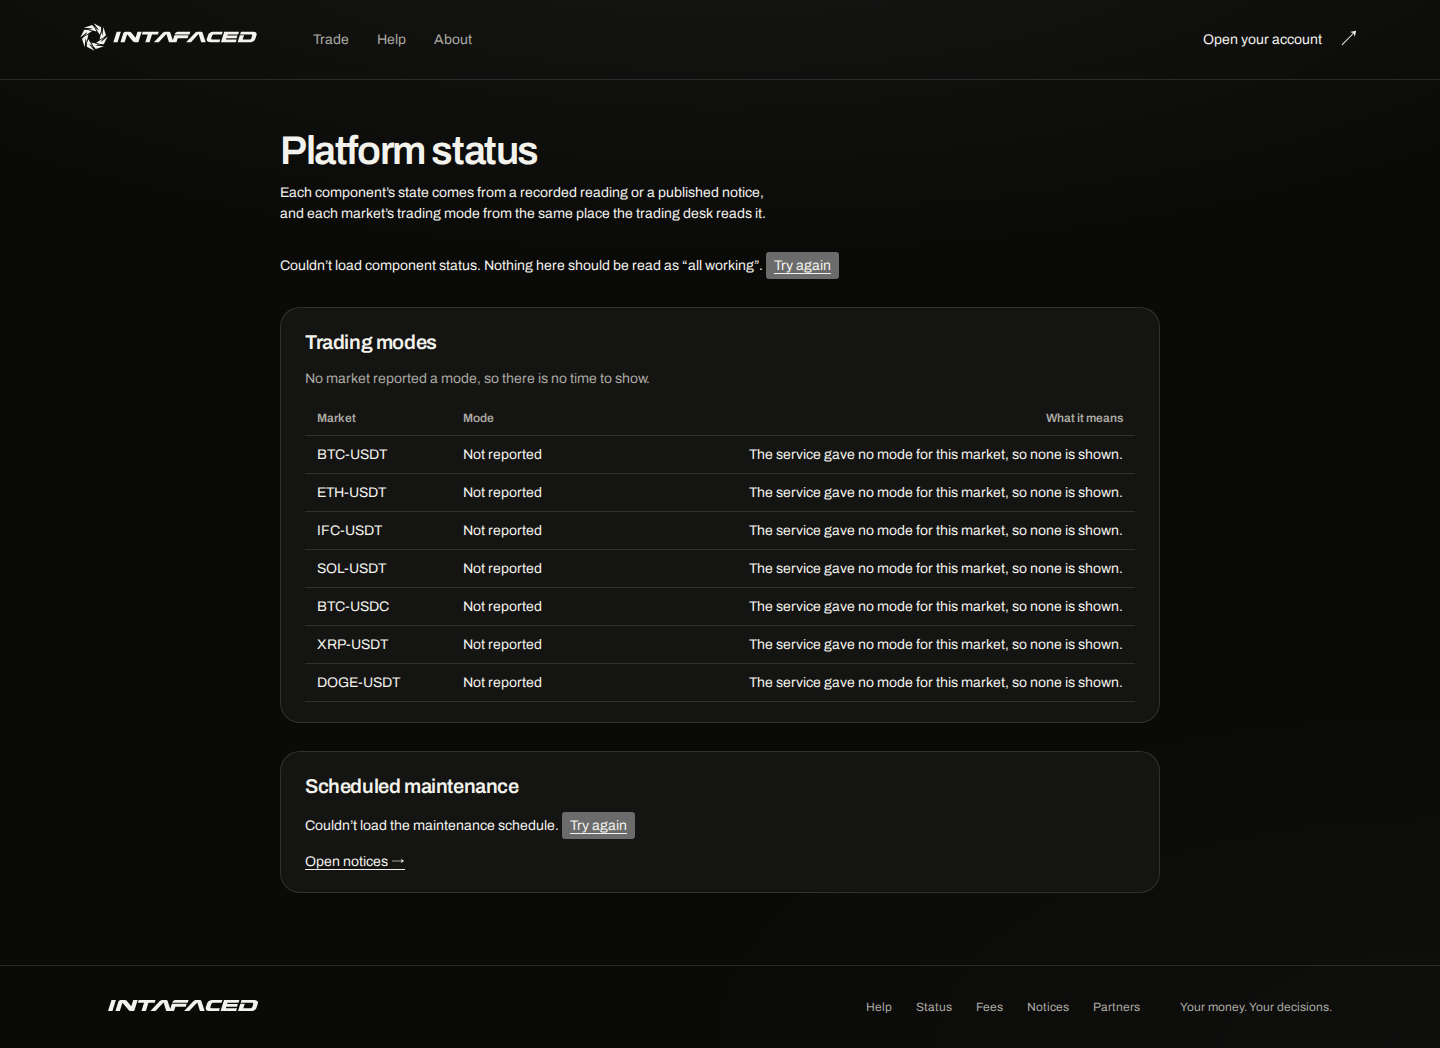 INTAFACED
Trade Help About
Open your account
Platform status
Each component’s state comes from a recorded reading or a published notice,
and each market’s trading mode from the same place the trading desk reads it.
Couldn’t load component status. Nothing here should be read as “all working”. Try again
Trading modes
No market reported a mode, so there is no time to show.
Market Mode What it means
BTC-USDT Not reported The service gave no mode for this market, so none is shown.
ETH-USDT Not reported The service gave no mode for this market, so none is shown.
IFC-USDT Not reported The service gave no mode for this market, so none is shown.
SOL-USDT Not reported The service gave no mode for this market, so none is shown.
BTC-USDC Not reported The service gave no mode for this market, so none is shown.
XRP-USDT Not reported The service gave no mode for this market, so none is shown.
DOGE-USDT Not reported The service gave no mode for this market, so none is shown.
Scheduled maintenance
Couldn’t load the maintenance schedule. Try again
Open notices →
INTAFACED
Help Status Fees Notices Partners Your money. Your decisions.